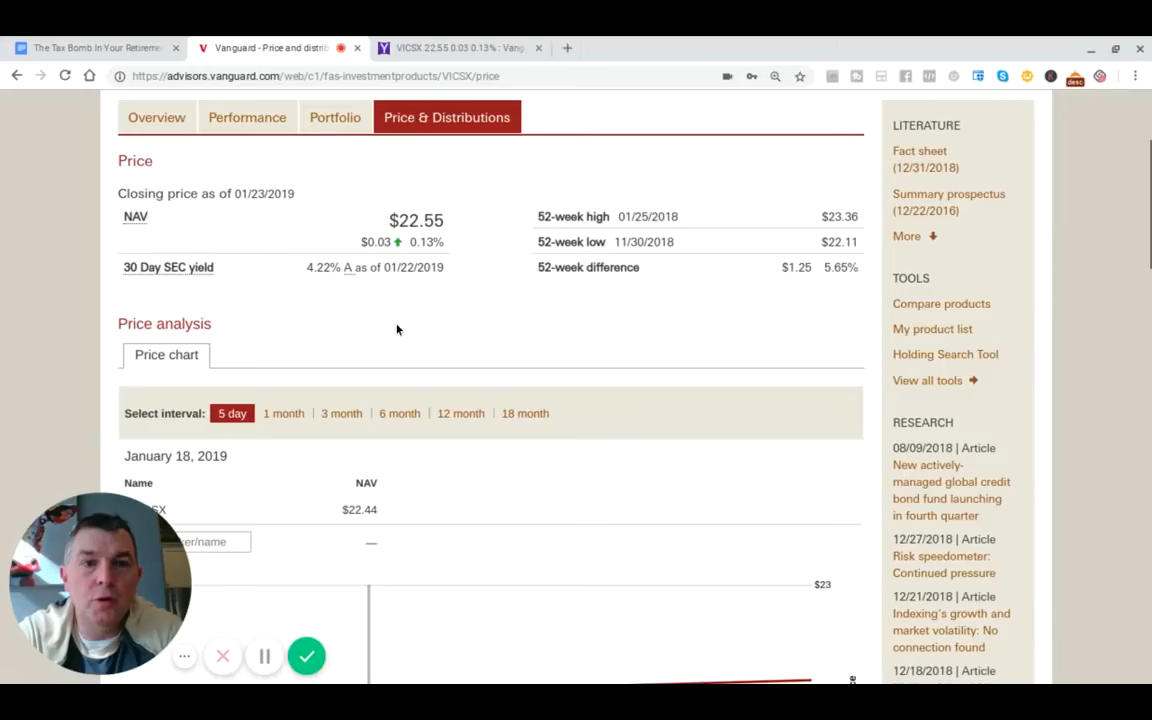 The Tax Bomb In Your Retiremen
Vanguard - Price and distrib
VICSX 22.55 0.03 0.13% : Vang
https://advisors.vanguard.com/web/c1/fas-investmentproducts/VICSX/price
desc
Overview Performance Portfolio Price & Distributions
Price
Closing price as of 01/23/2019
NAV $22.55
$0.03 0.13%
30 Day SEC yield 4.22% A as of 01/22/2019
52-week high 01/25/2018 $23.36
52-week low 11/30/2018 $22.11
52-week difference $1.25 5.65%
Price analysis
Price chart
Select interval: 5 day 1 month 3 month 6 month 12 month 18 month
January 18, 2019
Name NAV
SX $22.44
ker/name —
$23
LITERATURE
Fact sheet
(12/31/2018)
Summary prospectus
(12/22/2016)
More
TOOLS
Compare products
My product list
Holding Search Tool
View all tools
RESEARCH
08/09/2018 | Article
New actively-
managed global credit
bond fund launching
in fourth quarter
12/27/2018 | Article
Risk speedometer:
Continued pressure
12/21/2018 | Article
Indexing's growth and
market volatility: No
connection found
12/18/2018 | Article